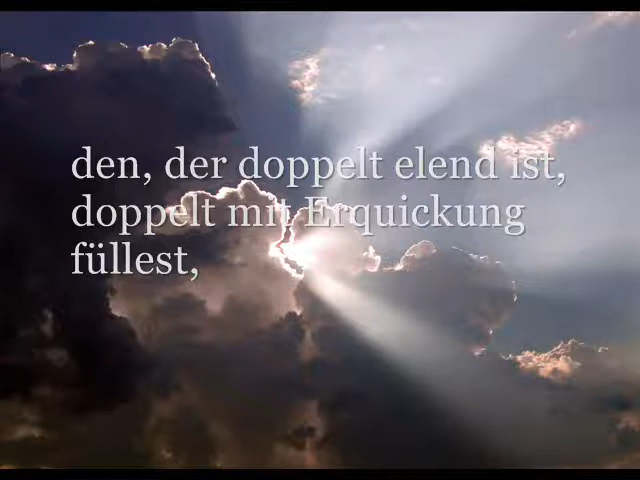 den, der doppelt elend ist,
doppelt mit Erquickung
füllest,